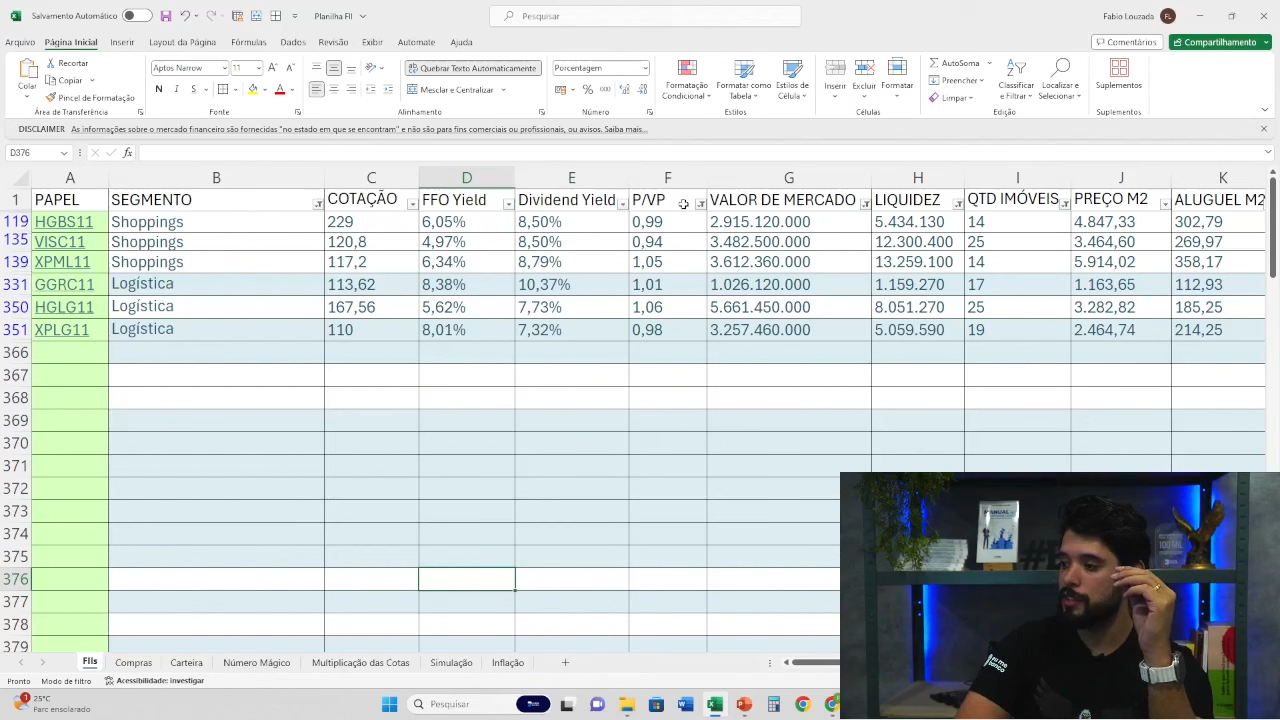 Salvamento Automático
Planilha FII
Pesquisar
Fabio Louzada
FL
Arquivo
Página Inicial
Inserir
Layout da Página
Fórmulas
Dados
Revisão
Exibir
Automate
Ajuda
Comentários
Compartilhamento
Colar
Recortar
Copiar
Pincel de Formatação
Área de Transferência
Aptos Narrow
11
N I S
Fonte
Quebrar Texto Automaticamente
Mesclar e Centralizar
Alinhamento
Porcentagem
Número
Formatação Condicional
Formatar como Tabela
Estilos de Célula
Estilos
Inserir
Excluir
Formatar
Células
AutoSoma
Preencher
Limpar
Classificar e Filtrar
Localizar e Selecionar
Edição
Suplementos
Suplementos
DISCLAIMER As informações sobre o mercado financeiro são fornecidas "no estado em que se encontram" e não são para fins comerciais ou profissionais, ou avisos. Saiba mais...
D376
fx
A B C D E F G H I J K
1 PAPEL SEGMENTO COTAÇÃO FFO Yield Dividend Yield P/VP VALOR DE MERCADO LIQUIDEZ QTD IMÓVEIS PREÇO M2 ALUGUEL M2
119 HGBS11 Shoppings 229 6,05% 8,50% 0,99 2.915.120.000 5.434.130 14 4.847,33 302,79
135 VISC11 Shoppings 120,8 4,97% 8,50% 0,94 3.482.500.000 12.300.400 25 3.464,60 269,97
139 XPML11 Shoppings 117,2 6,34% 8,79% 1,05 3.612.360.000 13.259.100 14 5.914,02 358,17
331 GGRC11 Logística 113,62 8,38% 10,37% 1,01 1.026.120.000 1.159.270 17 1.163,65 112,93
350 HGLG11 Logística 167,56 5,62% 7,73% 1,06 5.661.450.000 8.051.270 25 3.282,82 185,25
351 XPLG11 Logística 110 8,01% 7,32% 0,98 3.257.460.000 5.059.590 19 2.464,74 214,25
366
367
368
369
370
371
372
373
374
375
376
377
378
379
MANUAL
100 MIL
FIIs
Compras
Carteira
Número Mágico
Multiplicação das Cotas
Simulação
Inflação
Pronto
Modo de filtro
Acessibilidade: investigar
1
25°C
Parc ensolarado
Pesquisar